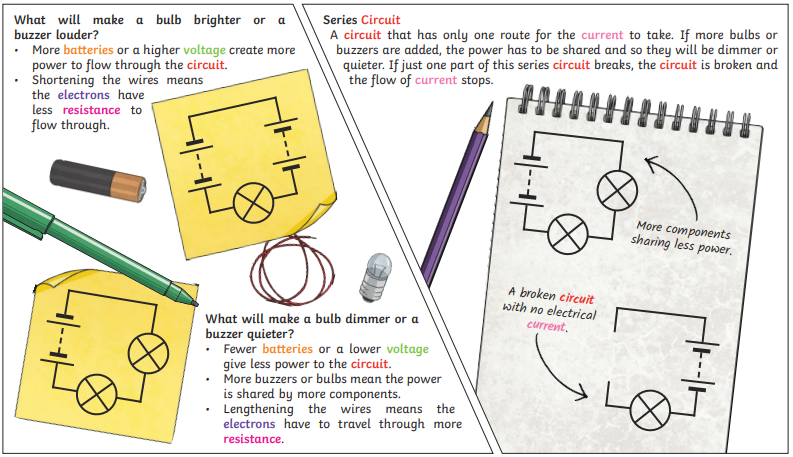 What will make a bulb brighter or a
buzzer louder?
• More batteries or a higher voltage create more
power to flow through the circuit.
• Shortening the wires means
the electrons have
less resistance to
flow through.
What will make a bulb dimmer or a
buzzer quieter?
• Fewer batteries or a lower voltage
give less power to the circuit.
• More buzzers or bulbs mean the power
is shared by more components.
• Lengthening the wires means the
electrons have to travel through more
resistance.
Series Circuit
A circuit that has only one route for the current to take. If more bulbs or
buzzers are added, the power has to be shared and so they will be dimmer or
quieter. If just one part of this series circuit breaks, the circuit is broken and
the flow of current stops.
More components
sharing less power.
A broken circuit
with no electrical
current.